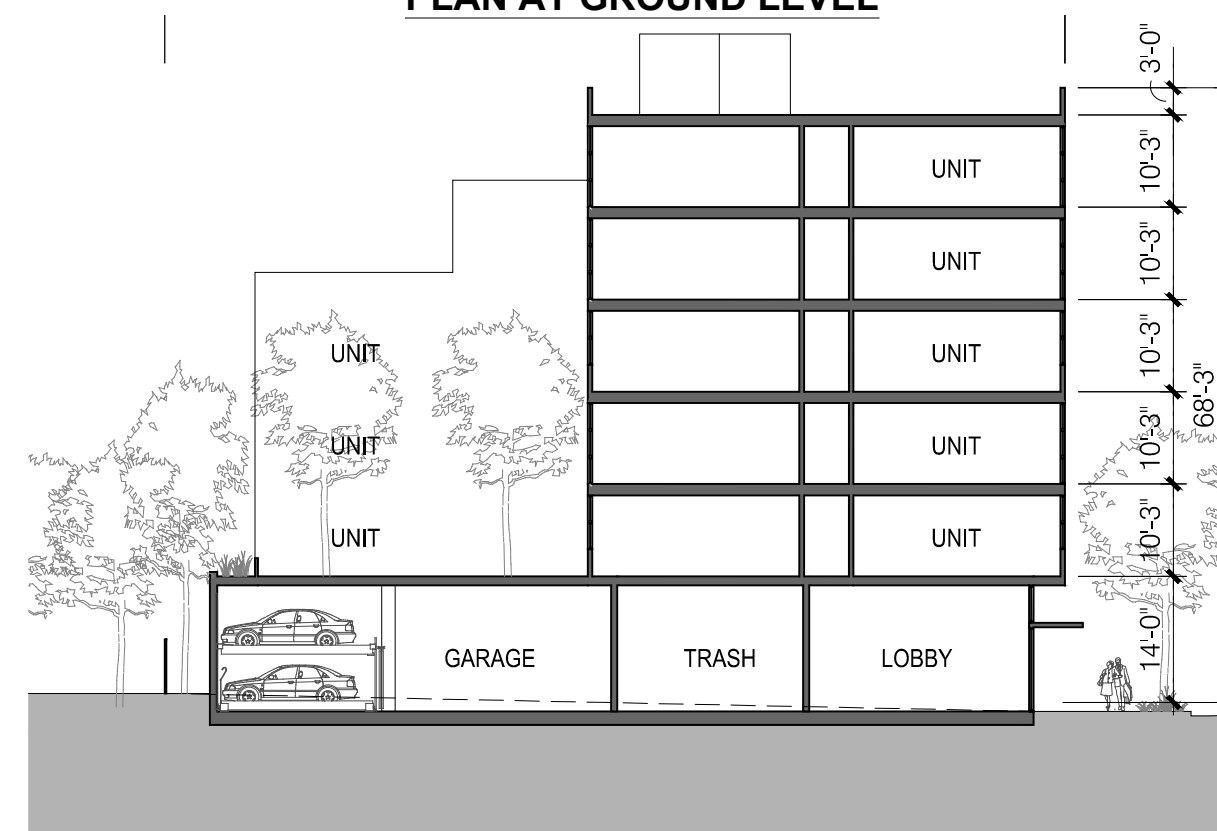 PLAN AT GROUND LEVEL
3'-0"
10'-3"
UNIT
10'-3"
UNIT
10'-3"
UNIT
UNIT
68'-3"
10'-3"
UNIT
UNIT
10'-3"
UNIT
UNIT
14'-0"
GARAGE
TRASH
LOBBY